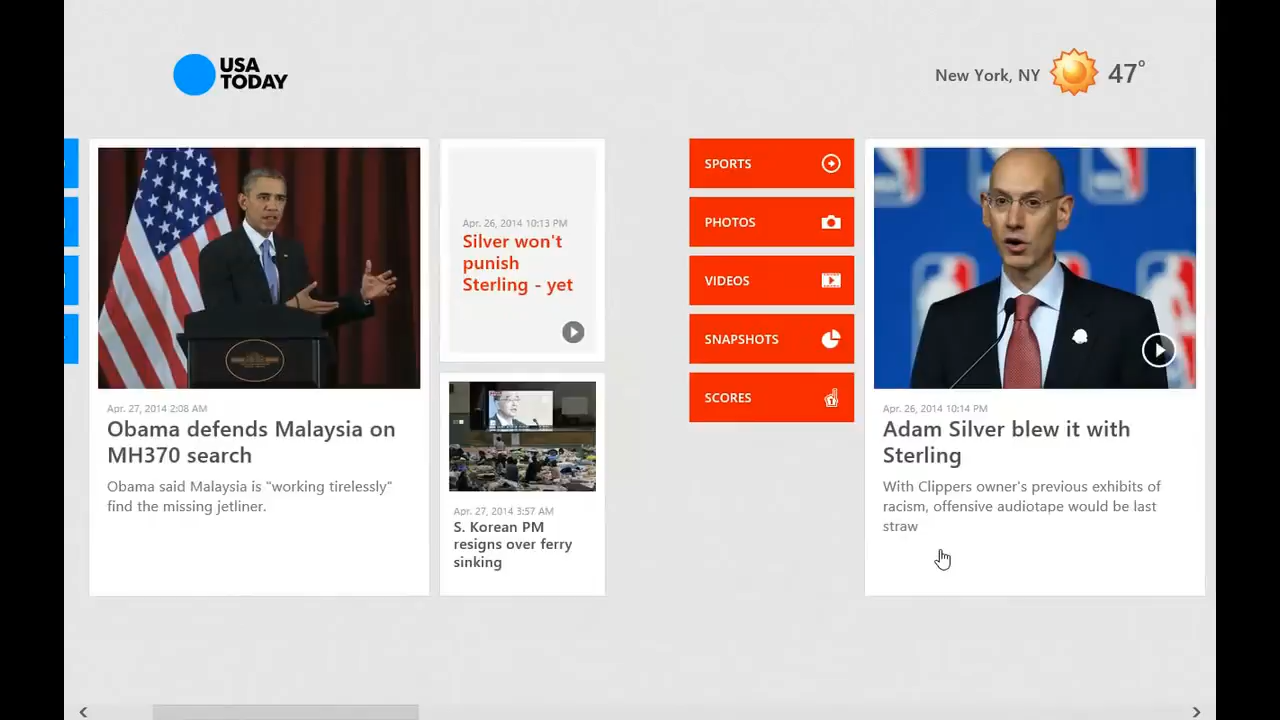 USA
TODAY
New York, NY
47°
Apr. 27, 2014 2:08 AM
Obama defends Malaysia on
MH370 search
Obama said Malaysia is "working tirelessly"
find the missing jetliner.
Apr. 26, 2014 10:13 PM
Silver won't
punish
Sterling - yet
Apr. 27, 2014 3:57 AM
S. Korean PM
resigns over ferry
sinking
SPORTS
PHOTOS
VIDEOS
SNAPSHOTS
SCORES
Apr. 26, 2014 10:14 PM
Adam Silver blew it with
Sterling
With Clippers owner's previous exhibits of
racism, offensive audiotape would be last
straw